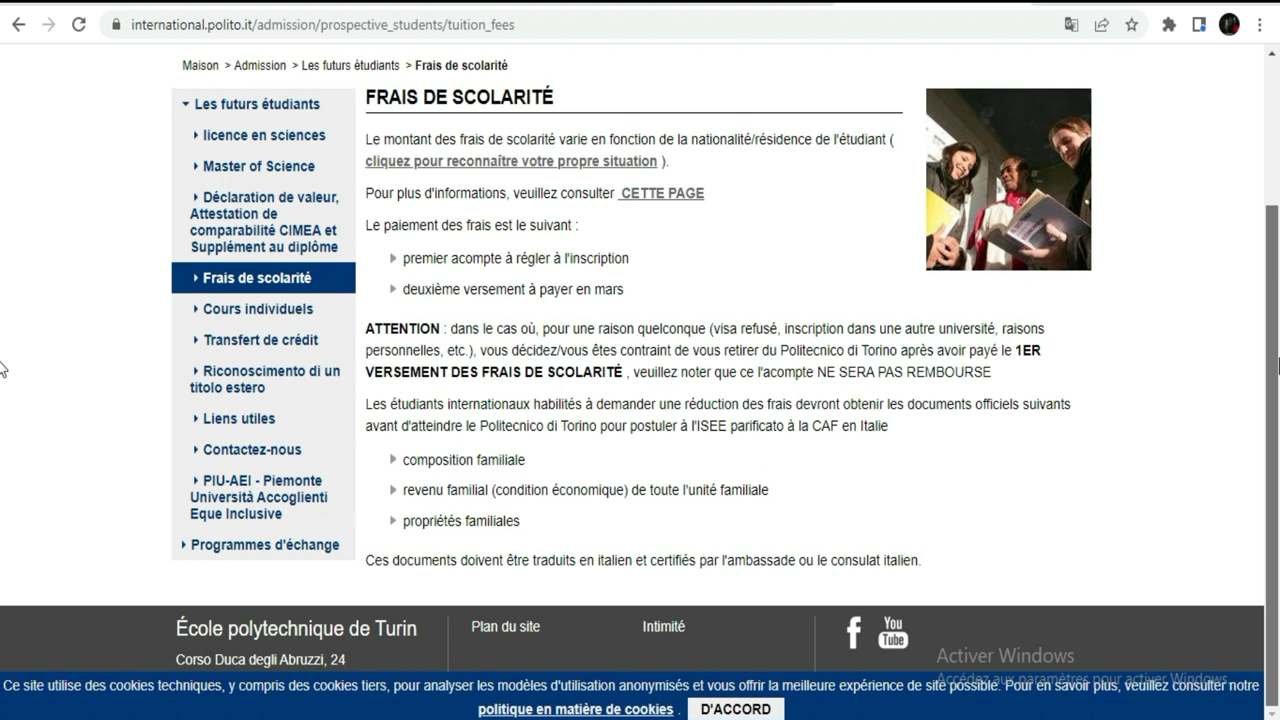 international.polito.it/admission/prospective_students/tuition_fees
Maison > Admission > Les futurs étudiants > Frais de scolarité
Les futurs étudiants
licence en sciences
Master of Science
Déclaration de valeur,
Attestation de
comparabilité CIMEA et
Supplément au diplôme
Frais de scolarité
Cours individuels
Transfert de crédit
Riconoscimento di un
titolo estero
Liens utiles
Contactez-nous
PIU-AEI - Piemonte
Università Accoglienti
Eque Inclusive
Programmes d'échange
FRAIS DE SCOLARITÉ
Le montant des frais de scolarité varie en fonction de la nationalité/résidence de l'étudiant (
cliquez pour reconnaître votre propre situation ).
Pour plus d'informations, veuillez consulter CETTE PAGE
Le paiement des frais est le suivant :
premier acompte à régler à l'inscription
deuxième versement à payer en mars
ATTENTION : dans le cas où, pour une raison quelconque (visa refusé, inscription dans une autre université, raisons
personnelles, etc.), vous décidez/vous êtes contraint de vous retirer du Politecnico di Torino après avoir payé le 1ER
VERSEMENT DES FRAIS DE SCOLARITÉ , veuillez noter que ce l'acompte NE SERA PAS REMBOURSE
Les étudiants internationaux habilités à demander une réduction des frais devront obtenir les documents officiels suivants
avant d'atteindre le Politecnico di Torino pour postuler à l'ISEE parificato à la CAF en Italie
composition familiale
revenu familial (condition économique) de toute l'unité familiale
propriétés familiales
Ces documents doivent être traduits en italien et certifiés par l'ambassade ou le consulat italien.
École polytechnique de Turin
Corso Duca degli Abruzzi, 24
Plan du site
Intimité
You
Tube
Activer Windows
Accédez aux paramètres pour activer Windows.
Ce site utilise des cookies techniques, y compris des cookies tiers, pour analyser les modèles d'utilisation anonymisés et vous offrir la meilleure expérience de site possible. Pour en savoir plus, veuillez consulter notre
politique en matière de cookies .
D'ACCORD